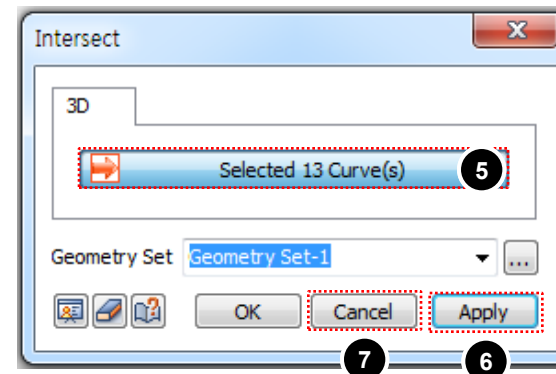 Intersect
3D
Selected 13 Curve(s) 5
Geometry Set Geometry Set-1 ...
OK Cancel Apply
7 6